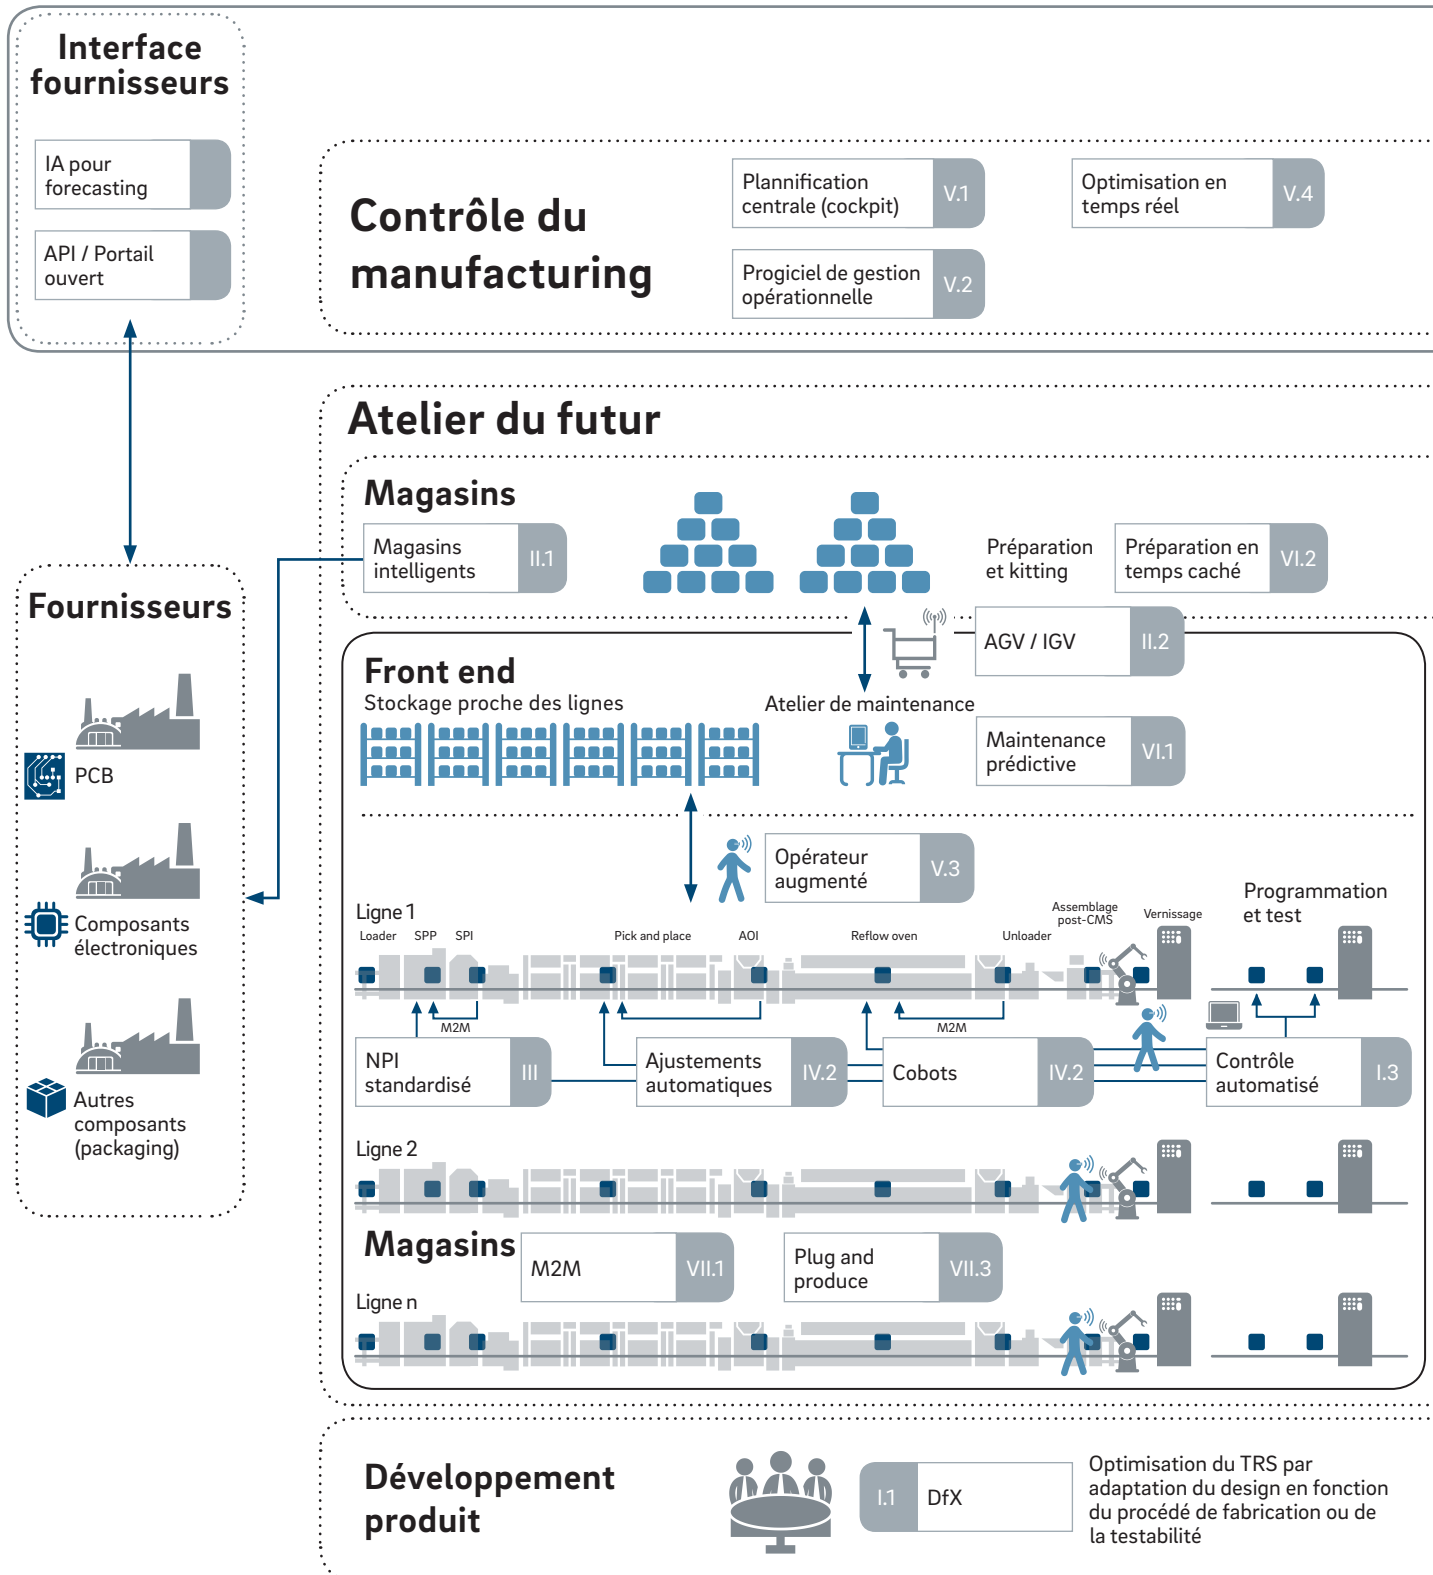 Interface
fournisseurs
IA pour
forecasting
API / Portail
ouvert
Contrôle du
manufacturing
Plannification
centrale (cockpit)
V.1
Optimisation en
temps réel
V.4
Progiciel de gestion
opérationnelle
V.2
Atelier du futur
Magasins
Magasins
intelligents
II.1
Préparation
et kitting
Préparation en
temps caché
VI.2
Fournisseurs
PCB
Composants
électroniques
Autres
composants
(packaging)
AGV / IGV
II.2
Front end
Stockage proche des lignes
Atelier de maintenance
Maintenance
prédictive
VI.1
Opérateur
augmenté
V.3
Ligne 1
Loader
SPP
SPI
Pick and place
AOI
Reflow oven
Unloader
Assemblage
post-CMS
Vernissage
Programmation
et test
M2M
M2M
NPI
standardisé
III
Ajustements
automatiques
IV.2
Cobots
IV.2
Contrôle
automatisé
I.3
Ligne 2
Magasins
M2M
VII.1
Plug and
produce
VII.3
Ligne n
Développement
produit
I.1
DfX
Optimisation du TRS par
adaptation du design en fonction
du procédé de fabrication ou de
la testabilité